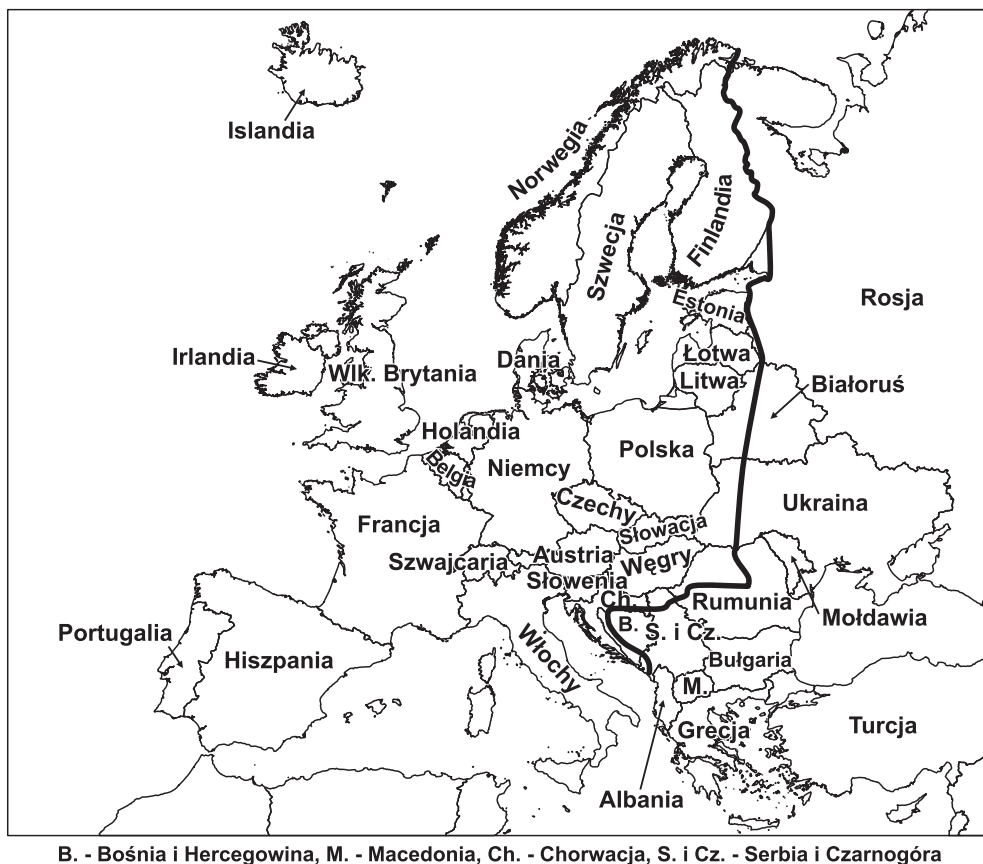 Islandia
Norwegia
Szwecja
Finlandia
Rosja
Estonia
Irlandia
Wlk. Brytania
Dania
Łotwa
Litwa
Białoruś
Holandia
Belgia
Niemcy
Polska
Ukraina
Czechy
Słowacja
Francja
Szwajcaria
Austria
Węgry
Słowenia
Ch.
Rumunia
Mołdawia
B.
S. i Cz.
Portugalia
Hiszpania
Włochy
Bułgaria
M.
Grecja
Turcja
Albania
B. - Bośnia i Hercegowina, M. - Macedonia, Ch. - Chorwacja, S. i Cz. - Serbia i Czarnogóra